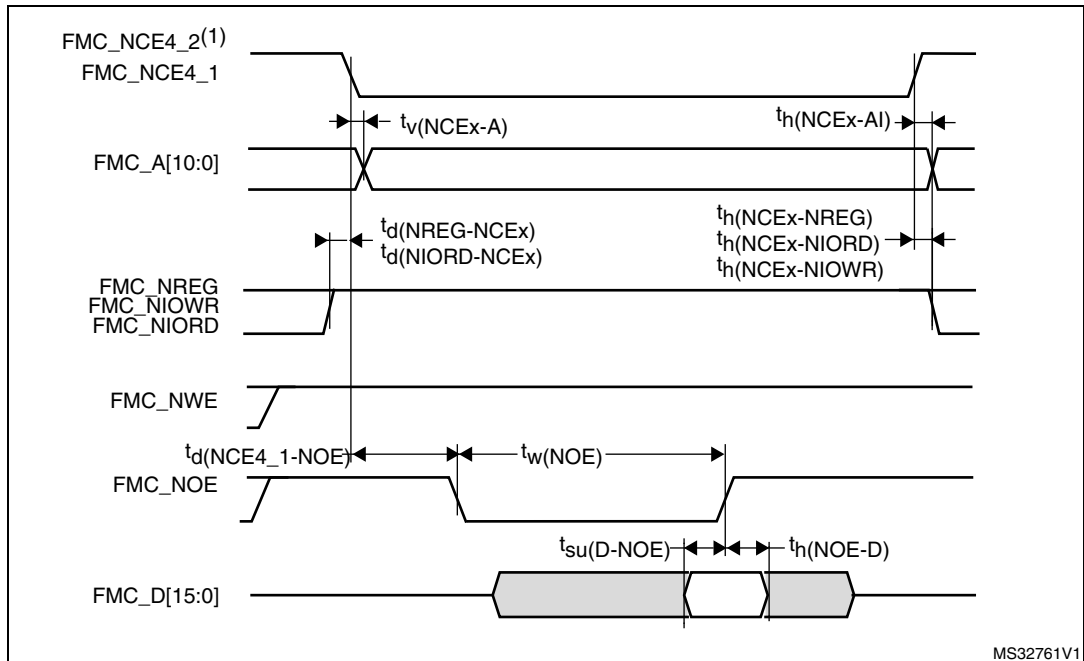 FMC_NCE4_2(1)
FMC_NCE4_1
tv(NCEx-A)
th(NCEx-AI)
FMC_A[10:0]
td(NREG-NCEx)
td(NIORD-NCEx)
th(NCEx-NREG)
th(NCEx-NIORD)
th(NCEx-NIOWR)
FMC_NREG
FMC_NIOWR
FMC_NIORD
FMC_NWE
td(NCE4_1-NOE)
tw(NOE)
FMC_NOE
tsu(D-NOE)
th(NOE-D)
FMC_D[15:0]
MS32761V1